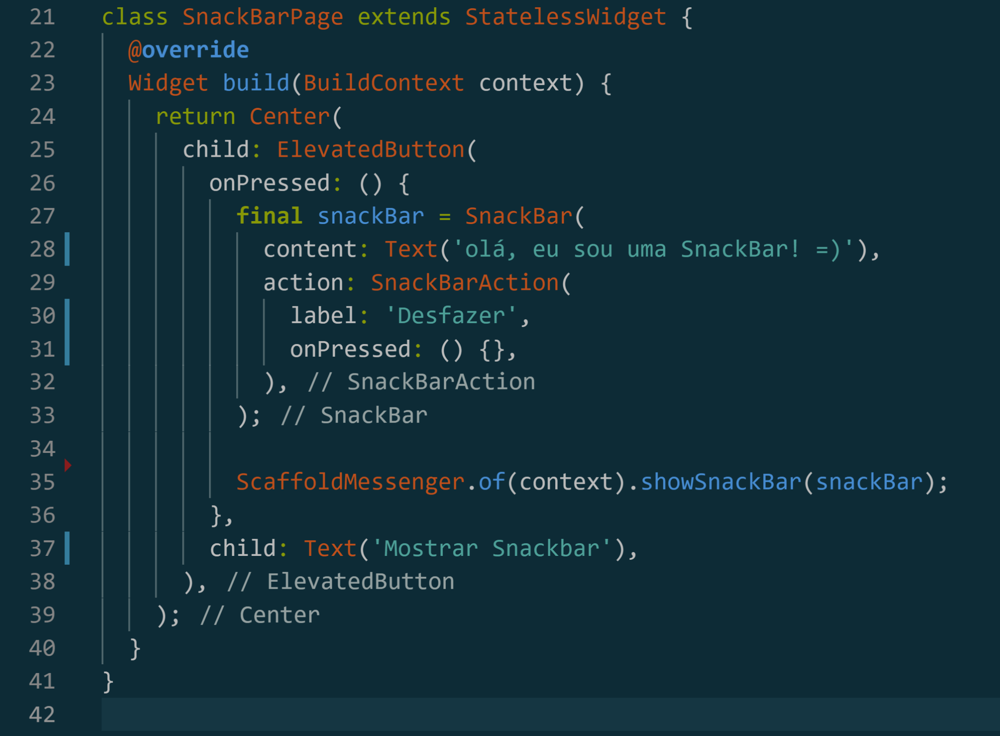 21 class SnackBarPage extends StatelessWidget {
22 @override
23 Widget build(BuildContext context) {
24 return Center(
25 child: ElevatedButton(
26 onPressed: () {
27 final snackBar = SnackBar(
28 content: Text('olá, eu sou uma SnackBar! =)'),
29 action: SnackBarAction(
30 label: 'Desfazer',
31 onPressed: () {},
32 ), // SnackBarAction
33 ); // SnackBar
34
35 ScaffoldMessenger.of(context).showSnackBar(snackBar);
36 },
37 child: Text('Mostrar Snackbar'),
38 ), // ElevatedButton
39 ); // Center
40 }
41 }
42